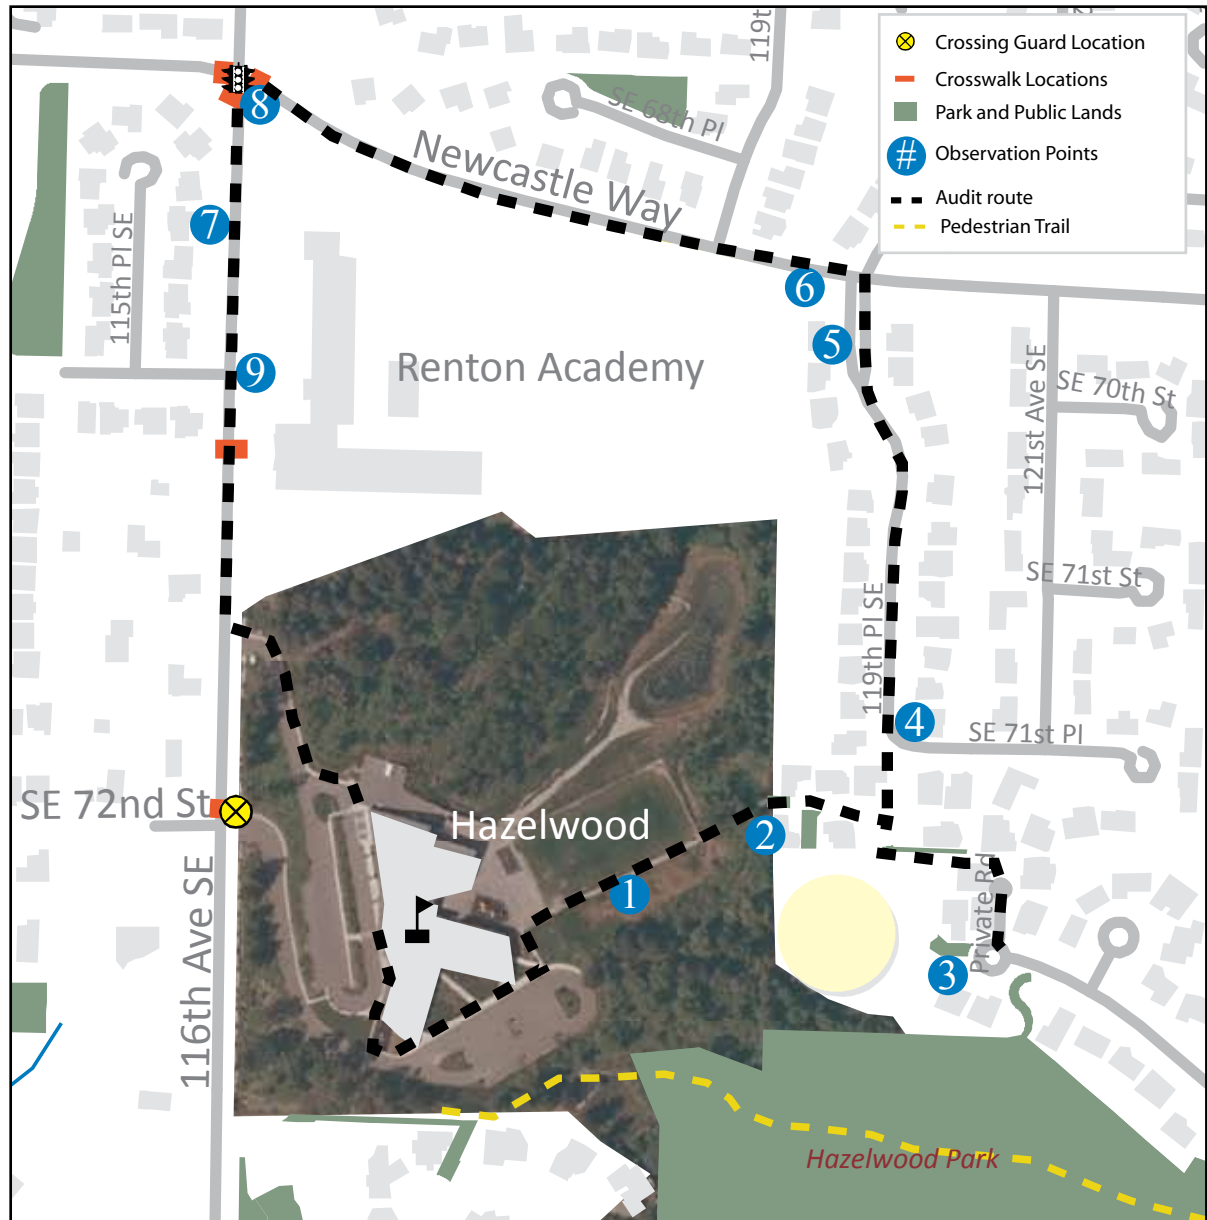 119t
Crossing Guard Location
Crosswalk Locations
Park and Public Lands
# Observation Points
Audit route
Pedestrian Trail
8
SE 68th Pl
Newcastle Way
7
115th Pl SE
6
5
9
Renton Academy
SE 70th St
121st Ave SE
SE 71st St
119th Pl SE
4
SE 71st Pl
SE 72nd St
Hazelwood
2
1
Private Rd
3
116th Ave SE
Hazelwood Park